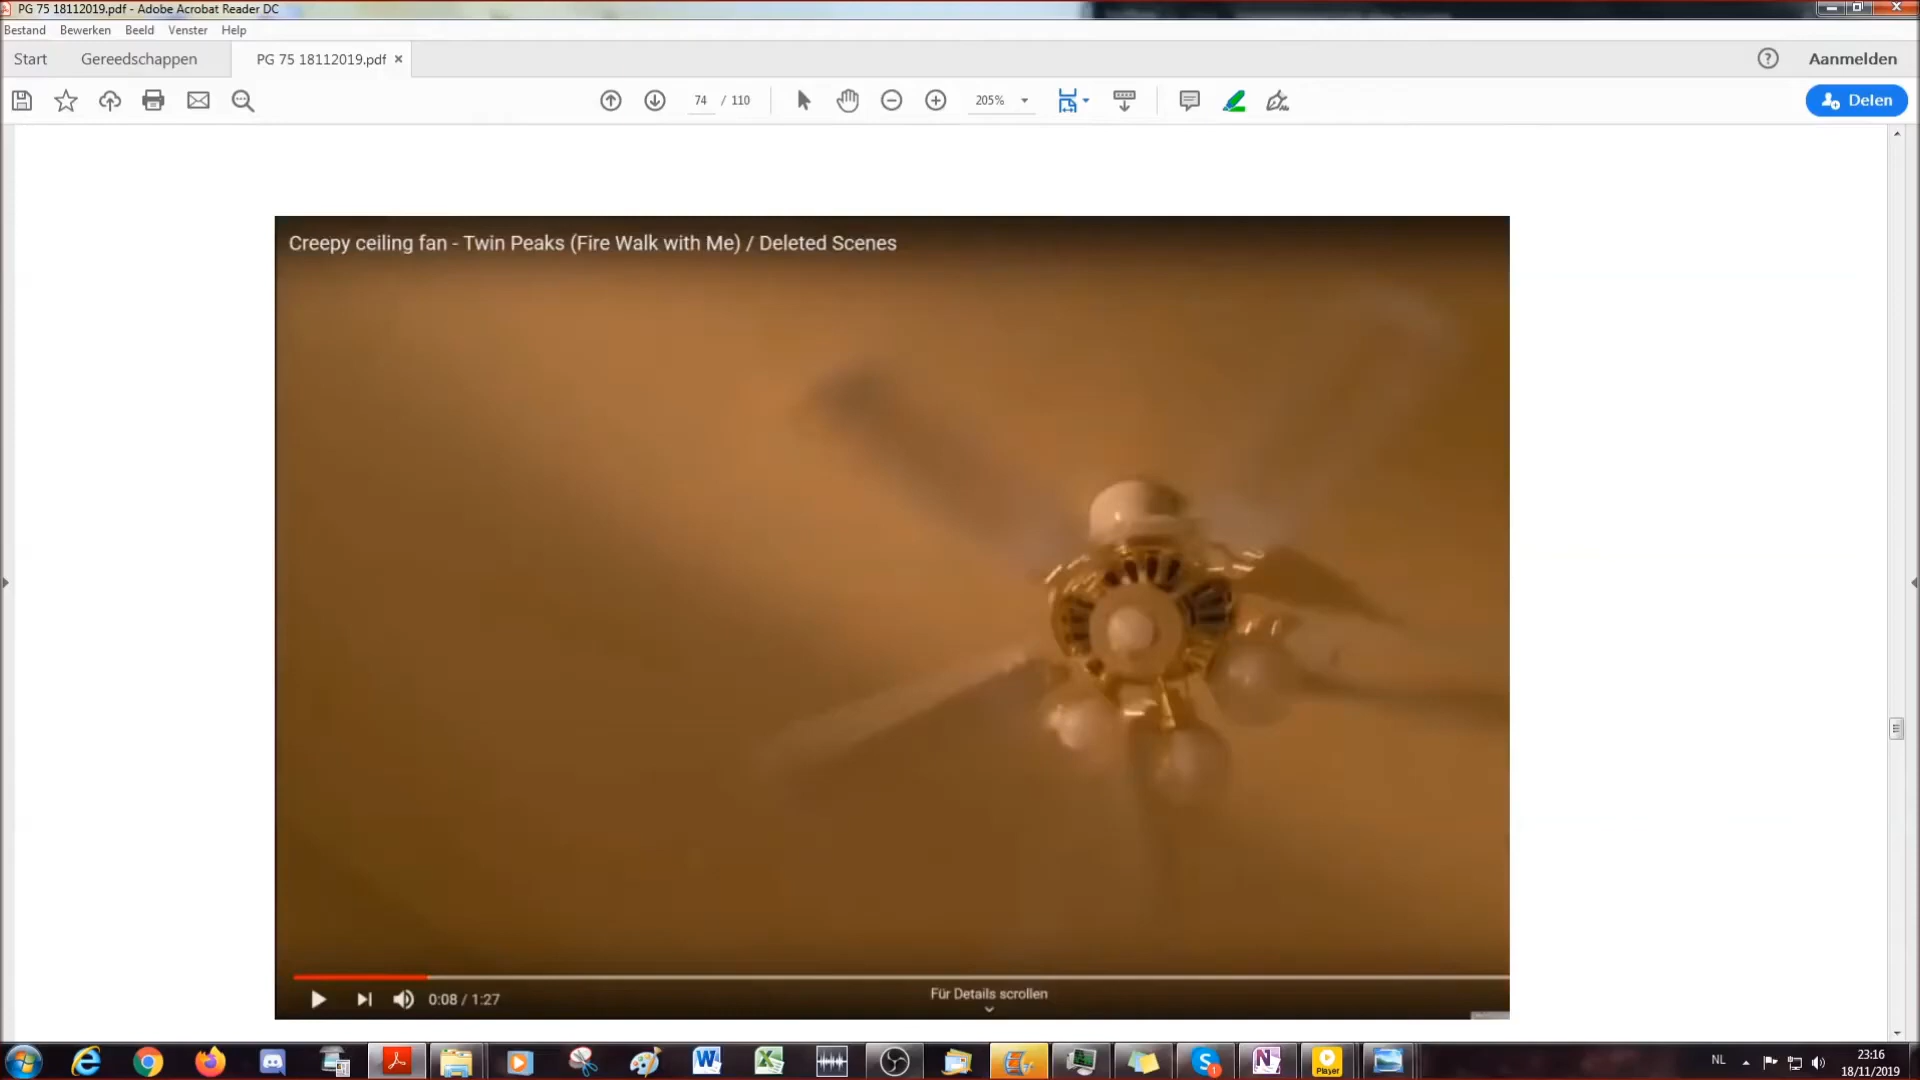 PG 75 18112019.pdf - Adobe Acrobat Reader DC
Bestand Bewerken Beeld Venster Help
Start Gereedschappen PG 75 18112019.pdf × Aanmelden
74 / 110 205% Delen
Creepy ceiling fan - Twin Peaks (Fire Walk with Me) / Deleted Scenes
Für Details scrollen
0:08 / 1:27
NL 23:16
18/11/2019
Player